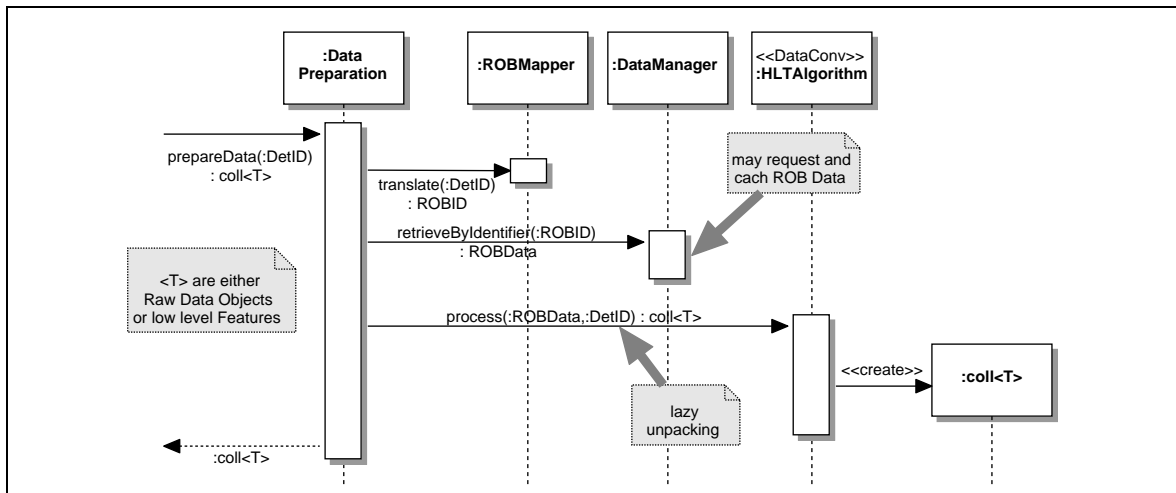 :Data
Preparation
:ROBMapper
:DataManager
<<DataConv>>
:HLTAlgorithm
prepareData(:DetID)
: coll<T>
may request and
cach ROB Data
translate(:DetID)
: ROBID
retrieveByIdentifier(:ROBID)
: ROBData
<T> are either
Raw Data Objects
or low level Features
process(:ROBData,:DetID) : coll<T>
<<create>>
:coll<T>
lazy
unpacking
:coll<T>